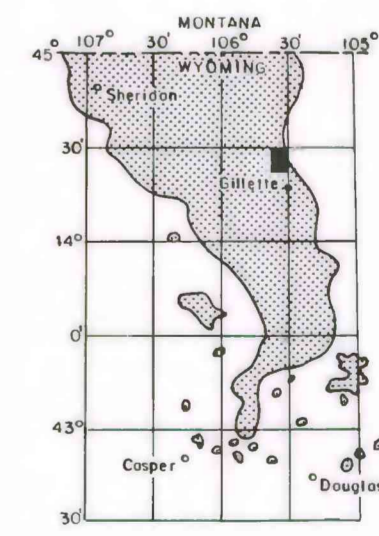 MONTANA
107° 30' 106° 30' 105°
45°
WYOMING
Sheridan
30'
Gillette
14°
0'
43°
Casper
Douglas
30'